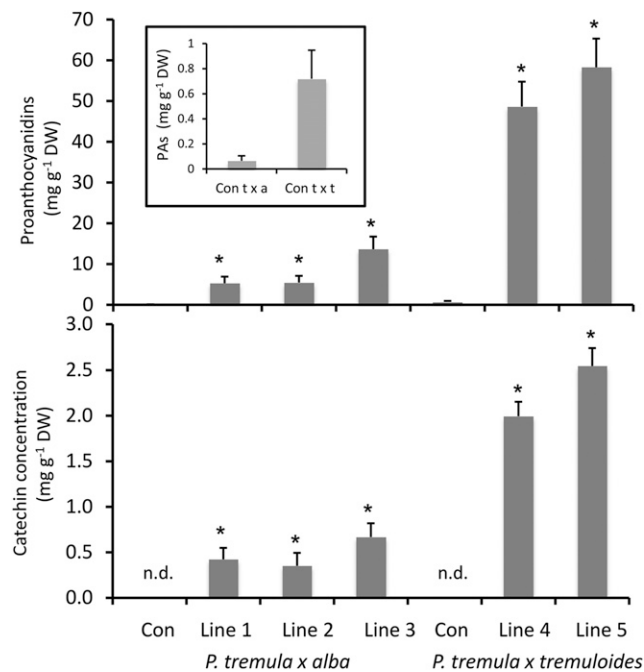 70
60
50
40
30
20
10
0
Proanthocyanidins
(mg g⁻¹ DW)
1
0.8
0.6
0.4
0.2
0
PAs (mg g⁻¹ DW)
Con t x a Con t x t
* * * * *
3.0
2.5
2.0
1.5
1.0
0.5
0.0
Catechin concentration
(mg g⁻¹ DW)
n.d. * * * n.d. * *
Con Line 1 Line 2 Line 3 Con Line 4 Line 5
P. tremula x alba P. tremula x tremuloides